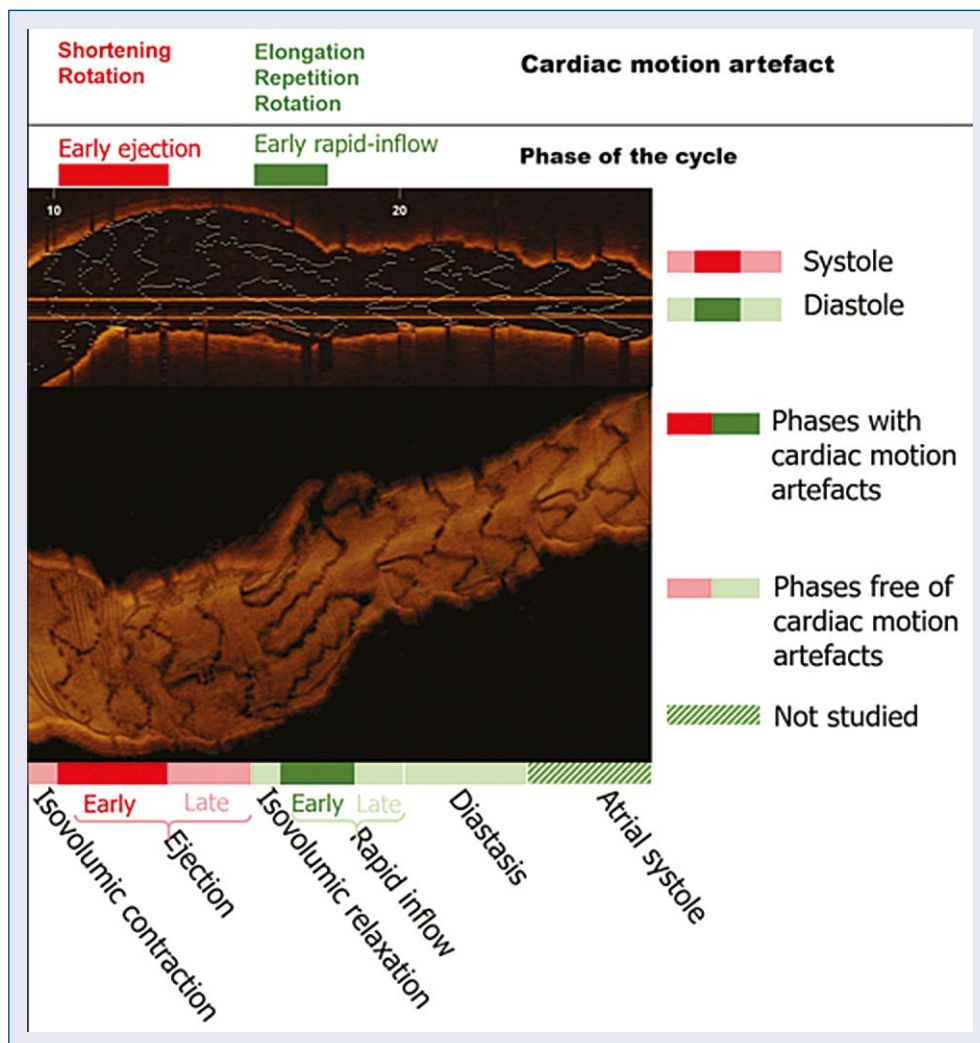 Shortening
Rotation
Elongation
Repetition
Rotation
Cardiac motion artefact
Early ejection
Early rapid-inflow
Phase of the cycle
10
20
Systole
Diastole
Phases with
cardiac motion
artefacts
Phases free of
cardiac motion
artefacts
Not studied
Early
Late
Early
Late
Isovolumic contraction
Ejection
Isovolumic relaxation
Rapid inflow
Diastasis
Atrial systole